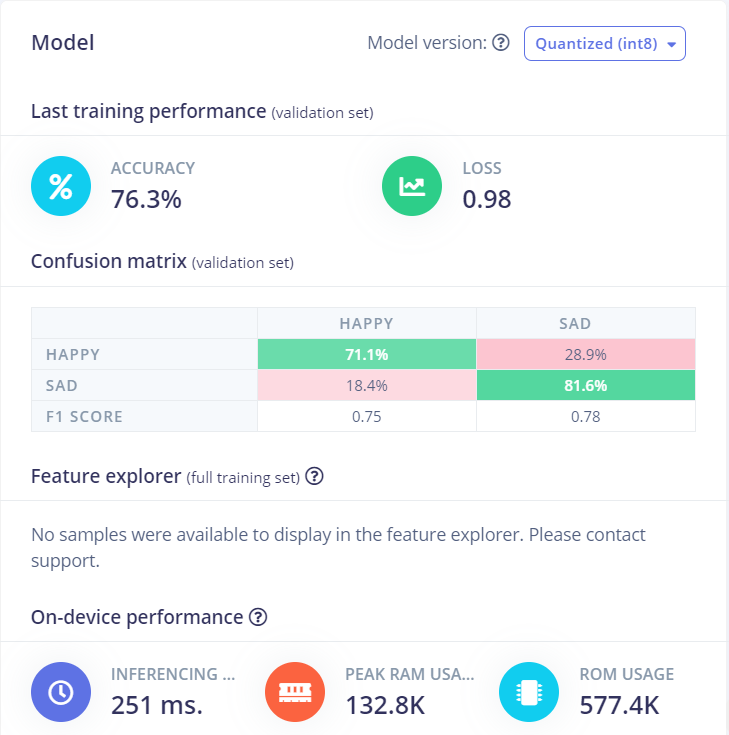 Model
Model version:
Quantized (int8)
Last training performance (validation set)
ACCURACY
76.3%
LOSS
0.98
Confusion matrix (validation set)
HAPPY SAD
HAPPY 71.1% 28.9%
SAD 18.4% 81.6%
F1 SCORE 0.75 0.78
Feature explorer (full training set) ?
No samples were available to display in the feature explorer. Please contact
support.
On-device performance ?
INFERENCING ...
251 ms.
PEAK RAM USA...
132.8K
ROM USAGE
577.4K